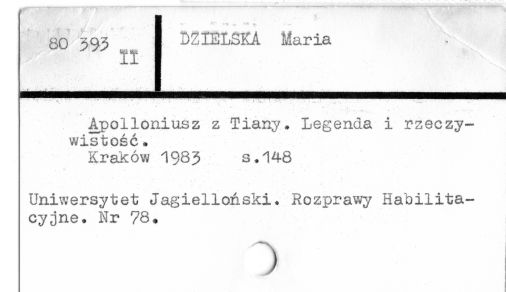 80 393
II
DZIELSKA Maria
Apolloniusz z Tiany. Legenda i rzeczy-
wistość.
Kraków 1983 s.148
Uniwersytet Jagielloński. Rozprawy Habilita-
cyjne. Nr 78.